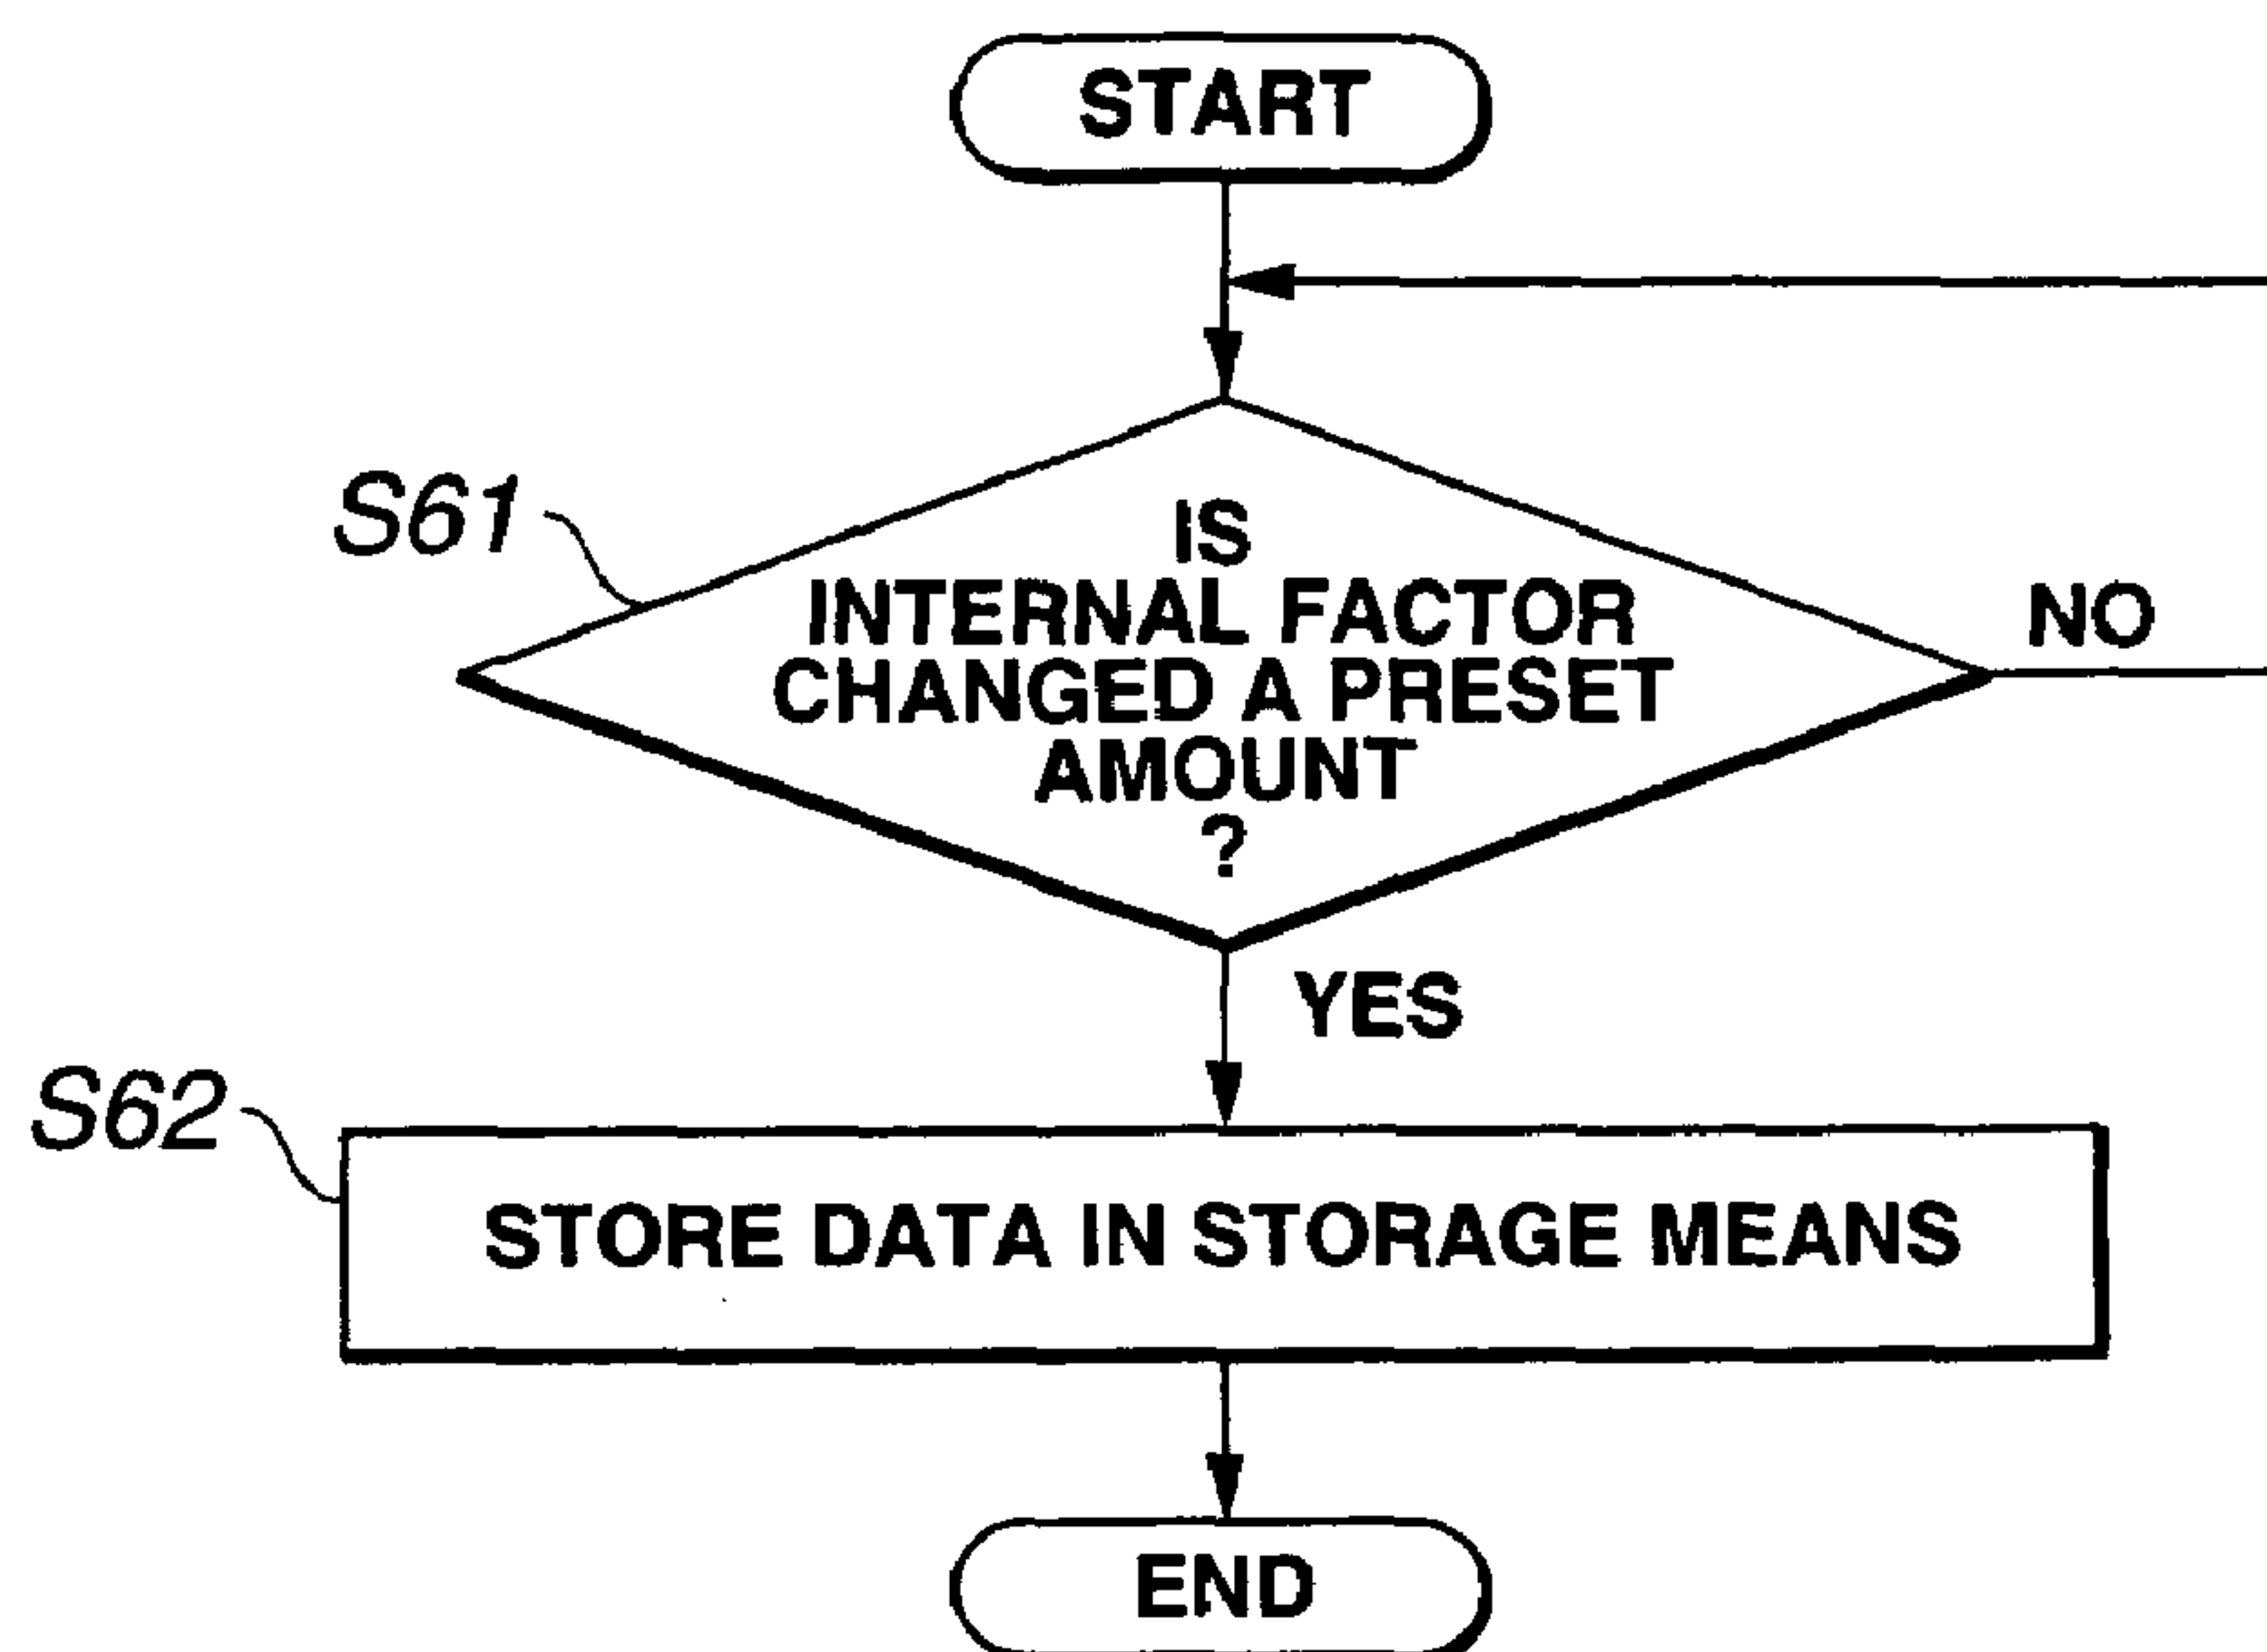 START
S61
IS
INTERNAL FACTOR
CHANGED A PRESET
AMOUNT
?
NO
YES
S62
STORE DATA IN STORAGE MEANS
END